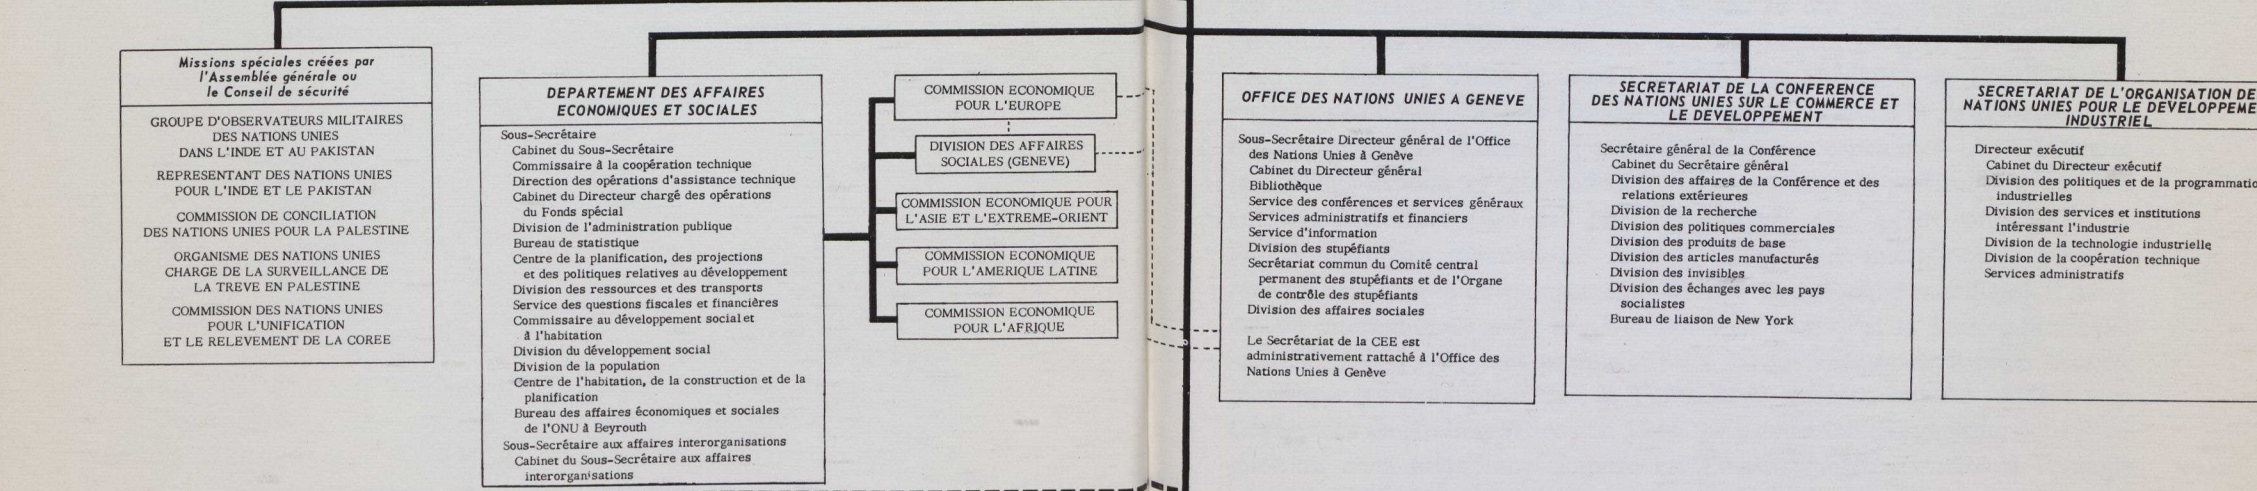 Missions spéciales créées par
l'Assemblée générale ou
le Conseil de sécurité
GROUPE D'OBSERVATEURS MILITAIRES
DES NATIONS UNIES
DANS L'INDE ET AU PAKISTAN
REPRESENTANT DES NATIONS UNIES
POUR L'INDE ET LE PAKISTAN
COMMISSION DE CONCILIATION
DES NATIONS UNIES POUR LA PALESTINE
ORGANISME DES NATIONS UNIES
CHARGE DE LA SURVEILLANCE DE
LA TREVE EN PALESTINE
COMMISSION DES NATIONS UNIES
POUR L'UNIFICATION
ET LE RELEVEMENT DE LA COREE
DEPARTEMENT DES AFFAIRES
ECONOMIQUES ET SOCIALES
Sous-Secrétaire
Cabinet du Sous-Secrétaire
Commissaire à la coopération technique
Direction des opérations d'assistance technique
Cabinet du Directeur chargé des opérations
du Fonds spécial
Division de l'administration publique
Bureau de statistique
Centre de la planification, des projections
et des politiques relatives au développement
Division des ressources et des transports
Service des questions fiscales et financières
Commissaire au développement social et
à l'habitation
Division du développement social
Division de la population
Centre de l'habitation, de la construction et de la
planification
Bureau des affaires économiques et sociales
de l'ONU à Beyrouth
Sous-Secrétaire aux affaires interorganisations
Cabinet du Sous-Secrétaire aux affaires
interorganisations
COMMISSION ECONOMIQUE
POUR L'EUROPE
DIVISION DES AFFAIRES
SOCIALES (GENEVE)
COMMISSION ECONOMIQUE POUR
L'ASIE ET L'EXTREME-ORIENT
COMMISSION ECONOMIQUE
POUR L'AMERIQUE LATINE
COMMISSION ECONOMIQUE
POUR L'AFRIQUE
OFFICE DES NATIONS UNIES A GENEVE
Sous-Secrétaire Directeur général de l'Office
des Nations Unies à Genève
Cabinet du Directeur général
Bibliothèque
Service des conférences et services généraux
Services administratifs et financiers
Service d'information
Division des stupéfiants
Secrétariat commun du Comité central
permanent des stupéfiants et de l'Organe
de contrôle des stupéfiants
Division des affaires sociales
Le Secrétariat de la CEE est
administrativement rattaché à l'Office des
Nations Unies à Genève
SECRETARIAT DE LA CONFERENCE
DES NATIONS UNIES SUR LE COMMERCE ET
LE DEVELOPPEMENT
Secrétaire général de la Conférence
Cabinet du Secrétaire général
Division des affaires de la Conférence et des
relations extérieures
Division de la recherche
Division des politiques commerciales
Division des produits de base
Division des articles manufacturés
Division des invisibles
Division des échanges avec les pays
socialistes
Bureau de liaison de New York
SECRETARIAT DE L'ORGANISATION DE
NATIONS UNIES POUR LE DEVELOPPEME
INDUSTRIEL
Directeur exécutif
Cabinet du Directeur exécutif
Division des politiques et de la programmatio
industrielles
Division des services et institutions
intéressant l'industrie
Division de la technologie industrielle
Division de la coopération technique
Services administratifs